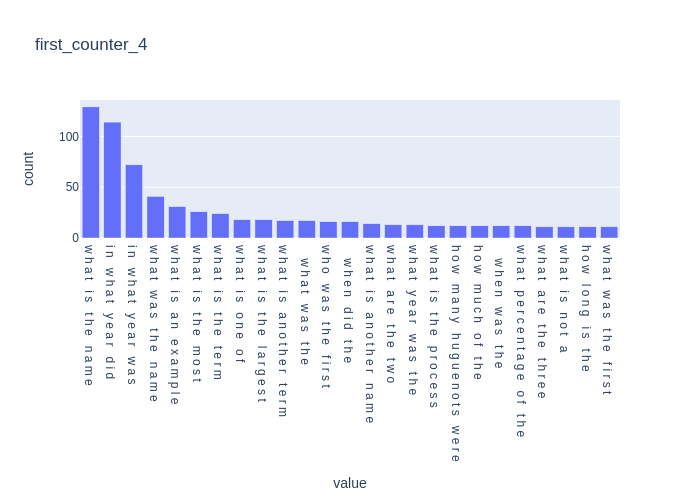 first_counter_4
count
100
50
0
what is the name
in what year did
in what year was
what was the name
what is an example
what is the most
what is the term
what is one of
what is the largest
what is another term
what was the
who was the first
when did the
what is another name
what are the two
what year was the
what is the process
how many huguenots were
how much of the
when was the
what percentage of the
what are the three
what is not a
how long is the
what was the first
value